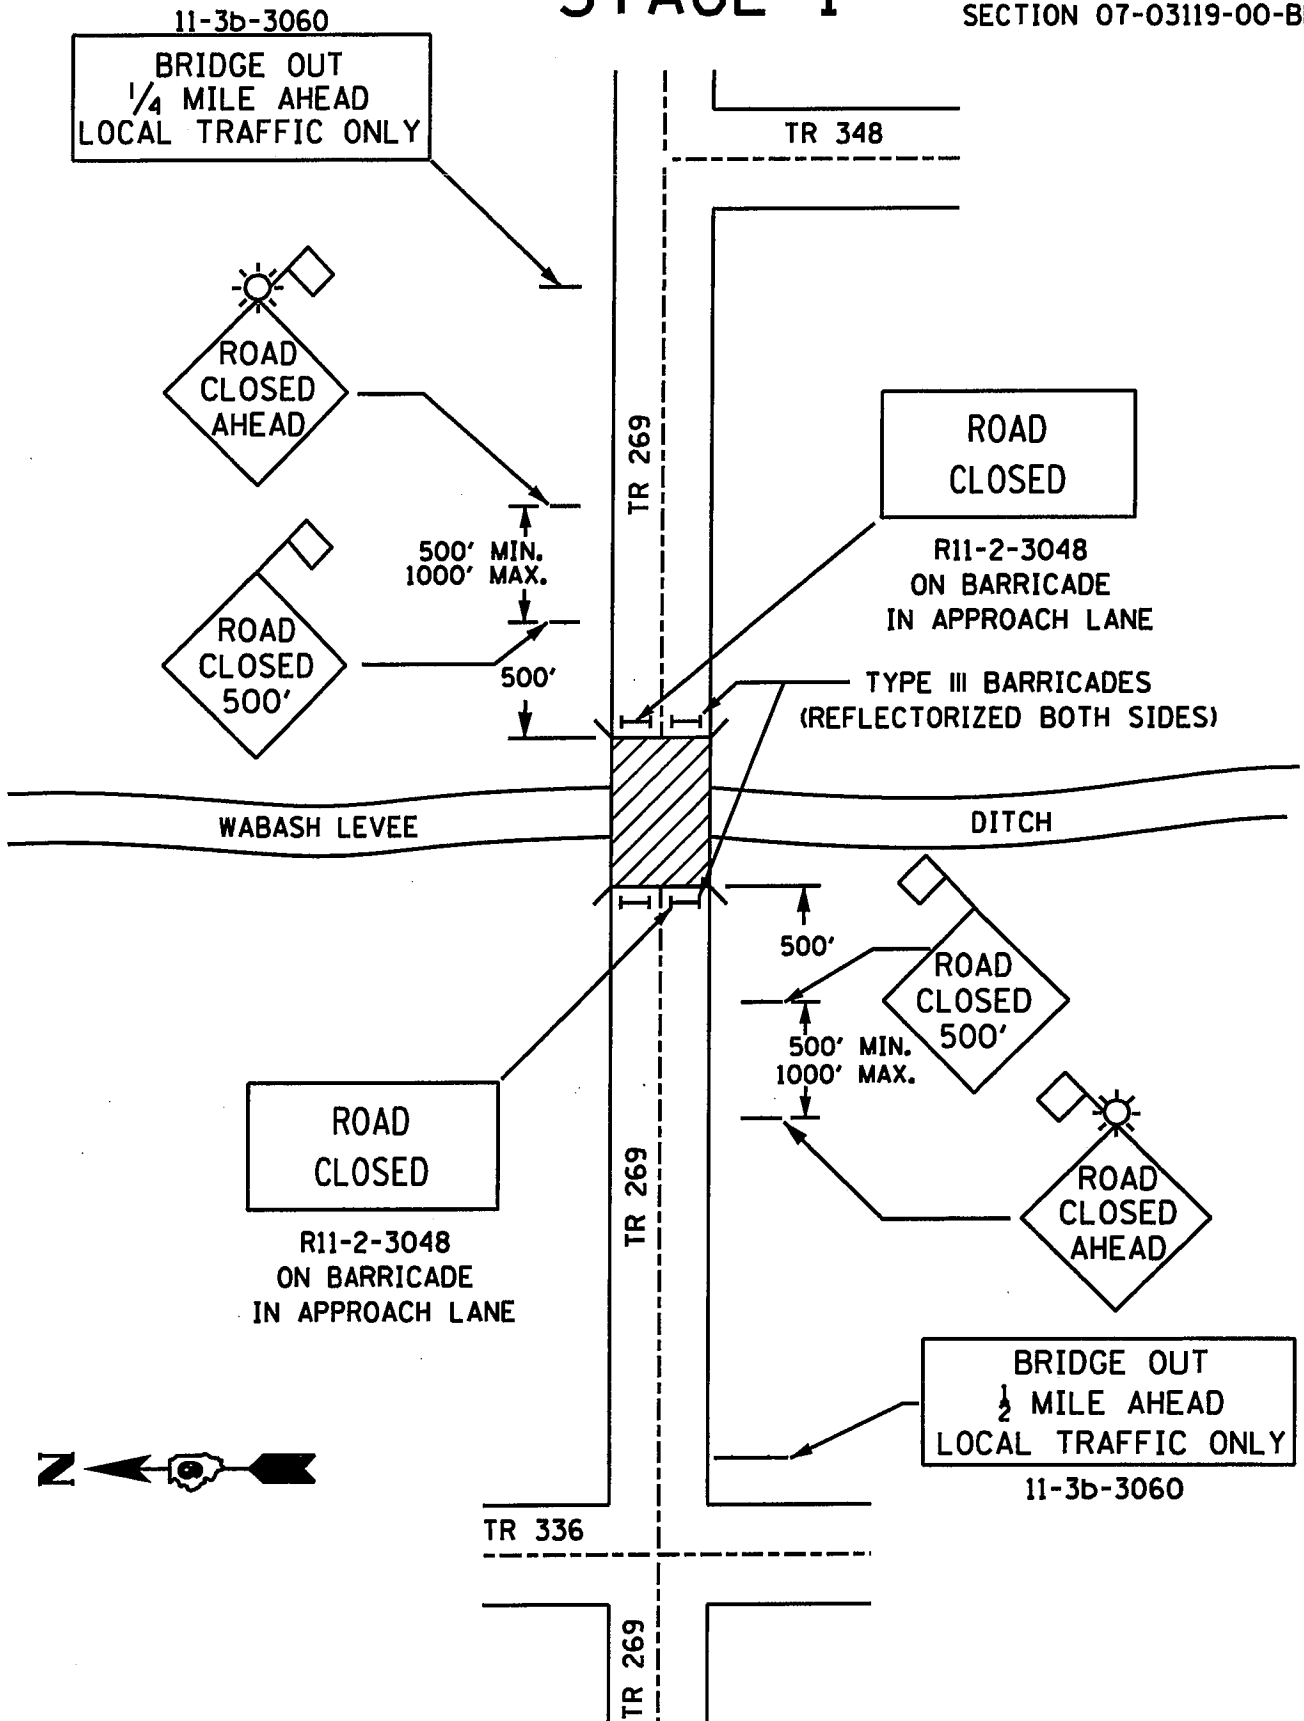 STAGE 1
SECTION 07-03119-00-B
11-3b-3060
BRIDGE OUT
1/4 MILE AHEAD
LOCAL TRAFFIC ONLY
TR 348
ROAD
CLOSED
AHEAD
TR 269
ROAD
CLOSED
R11-2-3048
ON BARRICADE
IN APPROACH LANE
500' MIN.
1000' MAX.
ROAD
CLOSED
500'
500'
TYPE III BARRICADES
(REFLECTORIZED BOTH SIDES)
WABASH LEVEE
DITCH
500'
ROAD
CLOSED
500'
500' MIN.
1000' MAX.
ROAD
CLOSED
R11-2-3048
ON BARRICADE
IN APPROACH LANE
TR 269
ROAD
CLOSED
AHEAD
BRIDGE OUT
1/2 MILE AHEAD
LOCAL TRAFFIC ONLY
11-3b-3060
N
TR 336
TR 269